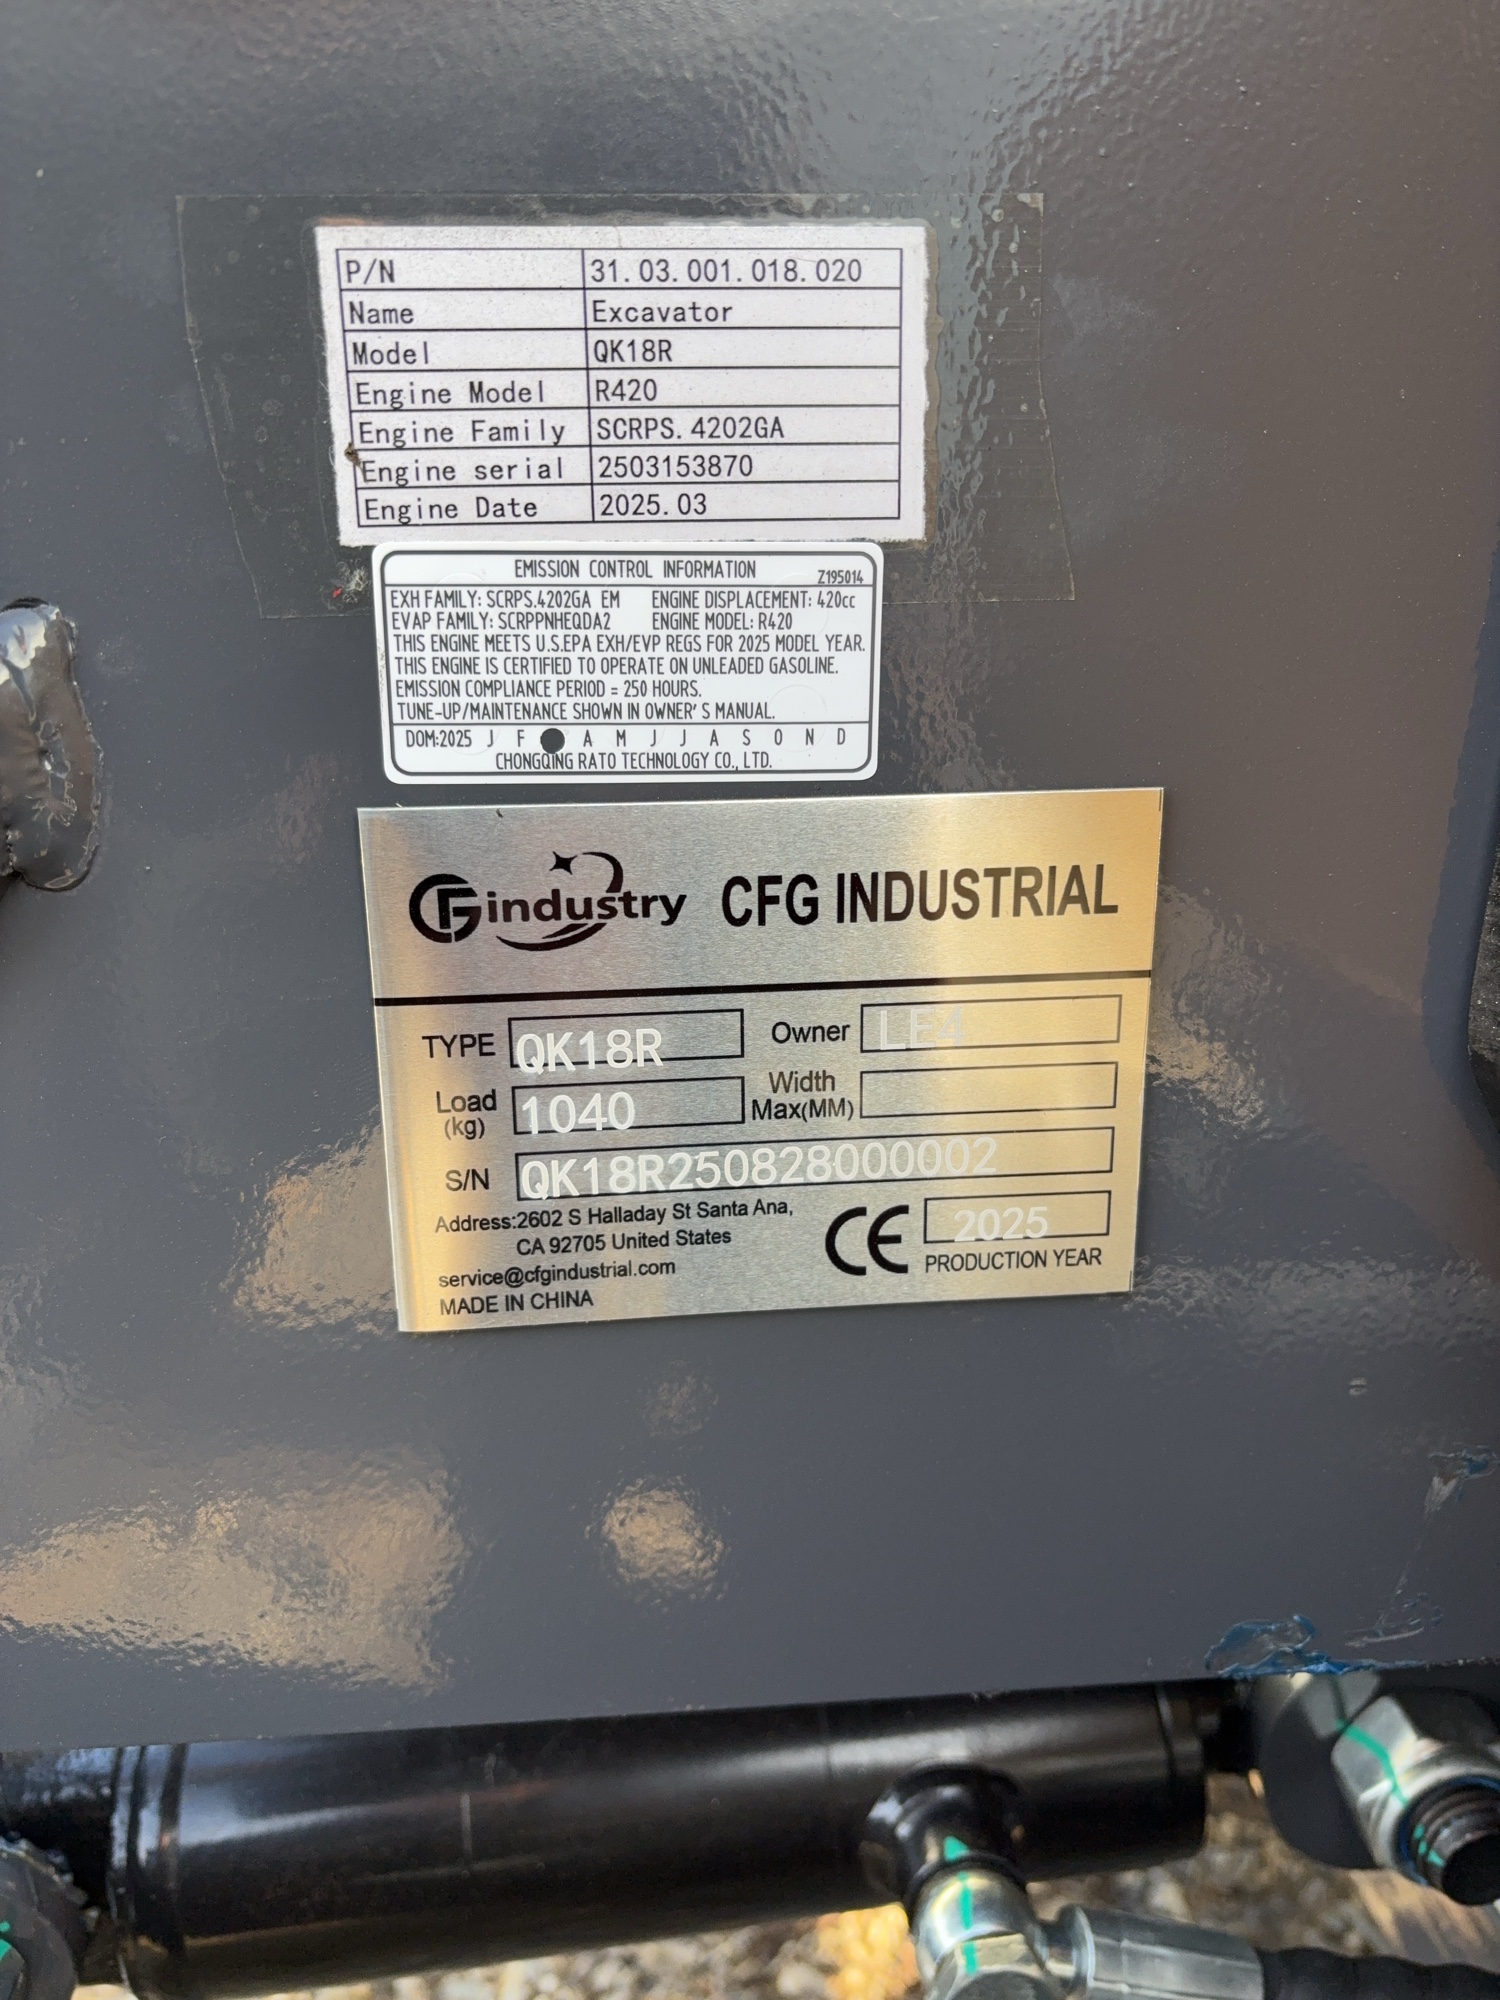 P/N 31.03.001.018.020
Name Excavator
Model QK18R
Engine Model R420
Engine Family SCRPS.4202GA
Engine serial 2503153870
Engine Date 2025.03
EMISSION CONTROL INFORMATION Z195014
EXH FAMILY: SCRPS.4202GA EM ENGINE DISPLACEMENT: 420cc
EVAP FAMILY: SCRPPNHEQDA2 ENGINE MODEL: R420
THIS ENGINE MEETS U.S.EPA EXH/EVP REGS FOR 2025 MODEL YEAR.
THIS ENGINE IS CERTIFIED TO OPERATE ON UNLEADED GASOLINE.
EMISSION COMPLIANCE PERIOD = 250 HOURS.
TUNE-UP/MAINTENANCE SHOWN IN OWNER'S MANUAL.
DOM:2025 J F A M J J A S O N D
CHONGQING RATO TECHNOLOGY CO., LTD.
GFindustry CFG INDUSTRIAL
TYPE QK18R Owner LE4
Load (kg) 1040 Width Max(MM)
S/N QK18R250828000002
Address:2602 S Halladay St Santa Ana,
CA 92705 United States
service@cfgindustrial.com
MADE IN CHINA
CE 2025
PRODUCTION YEAR